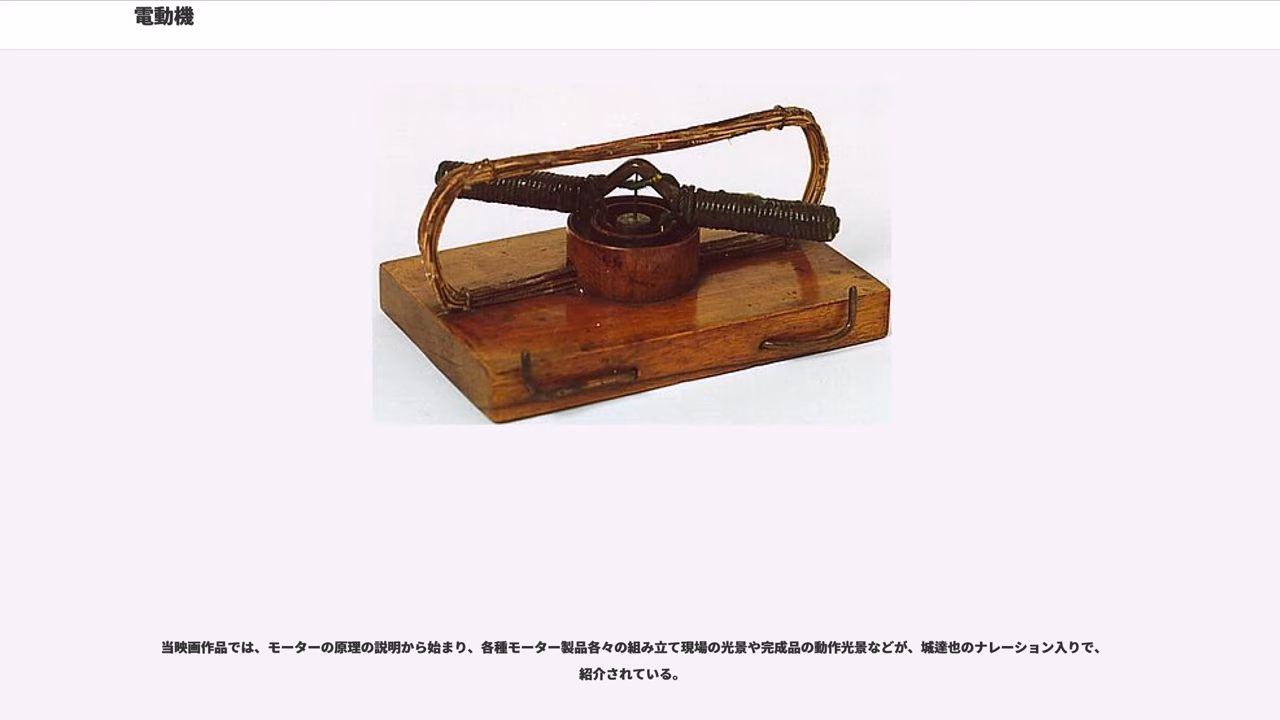 電動機
当映画作品では、モーターの原理の説明から始まり、各種モーター製品各々の組み立て現場の光景や完成品の動作光景などが、城達也のナレーション入りで、
紹介されている。